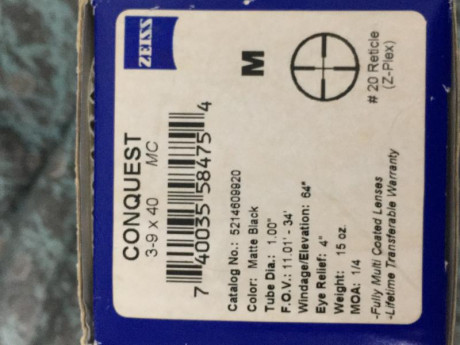 ZEISS
M
# 20 Reticle
(Z-Plex)
CONQUEST
3-9 x 40 MC
7 40035 58475 4
Catalog No.: 5214609920
Color: Matte Black
Tube Dia.: 1.00"
F.O.V.: 11.01' - 34'
Windage/Elevation: 64"
Eye Relief: 4"
Weight: 15 oz.
MOA: 1/4
-Fully Multi Coated Lenses
-Lifetime Transferable Warranty